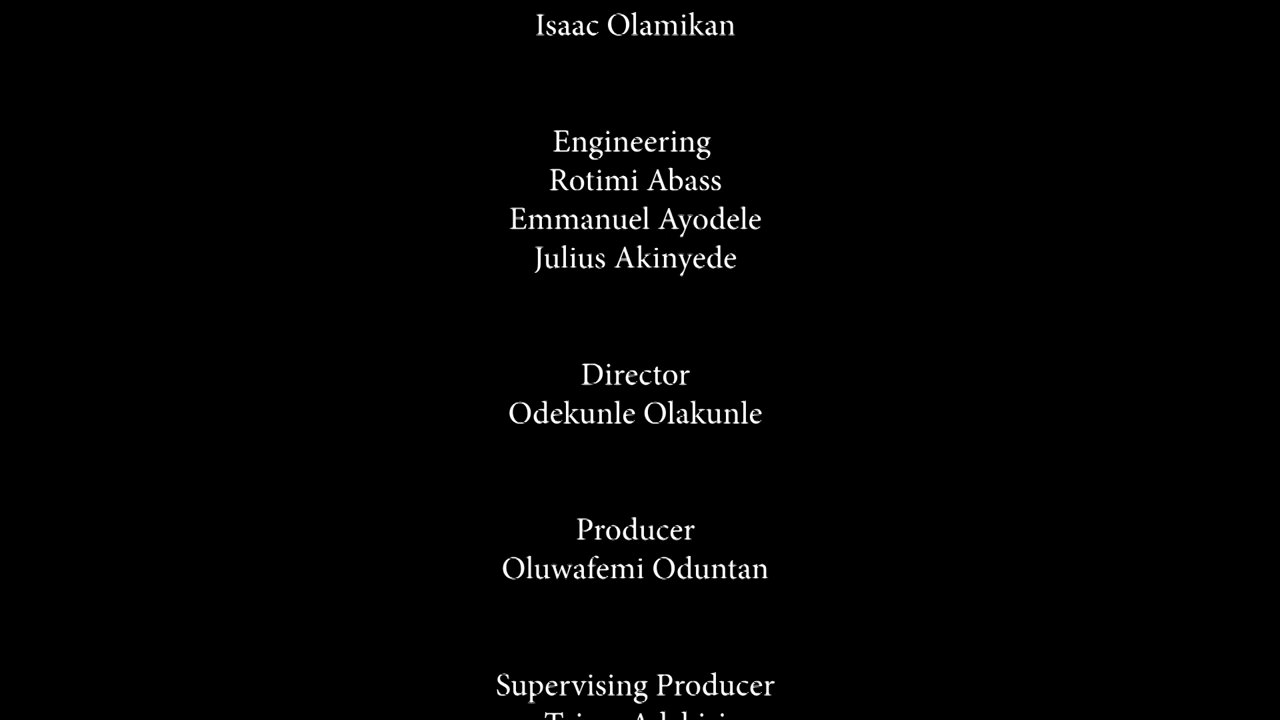 Isaac Olamikan
Engineering
Rotimi Abass
Emmanuel Ayodele
Julius Akinyede
Director
Odekunle Olakunle
Producer
Oluwafemi Oduntan
Supervising Producer